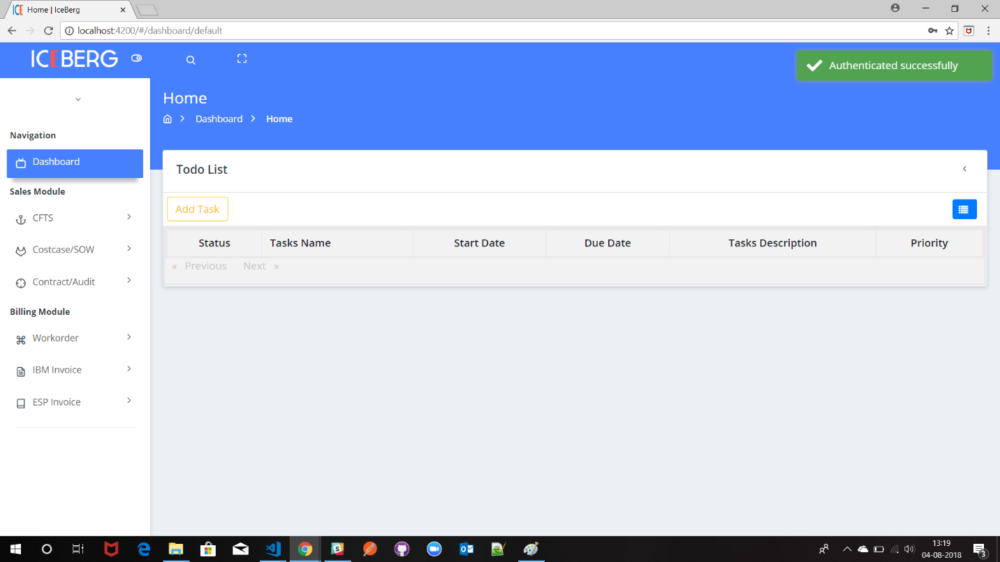 Home | IceBerg
localhost:4200/#/dashboard/default
ICEBERG
Authenticated successfully
Home
Dashboard
Home
Navigation
Dashboard
Sales Module
CFTS
Costcase/SOW
Contract/Audit
Billing Module
Workorder
IBM Invoice
ESP Invoice
Todo List
Add Task
Status Tasks Name Start Date Due Date Tasks Description Priority
« Previous Next »
13:19
04-08-2018
3